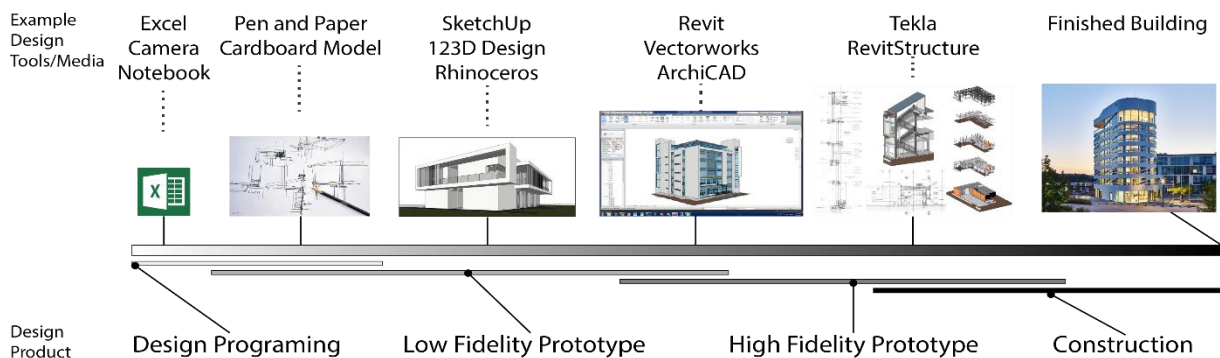 Example
Design
Tools/Media
Excel
Camera
Notebook
Pen and Paper
Cardboard Model
SketchUp
123D Design
Rhinoceros
Revit
Vectorworks
ArchiCAD
Tekla
RevitStructure
Finished Building
X
Design
Product
Design Programing
Low Fidelity Prototype
High Fidelity Prototype
Construction